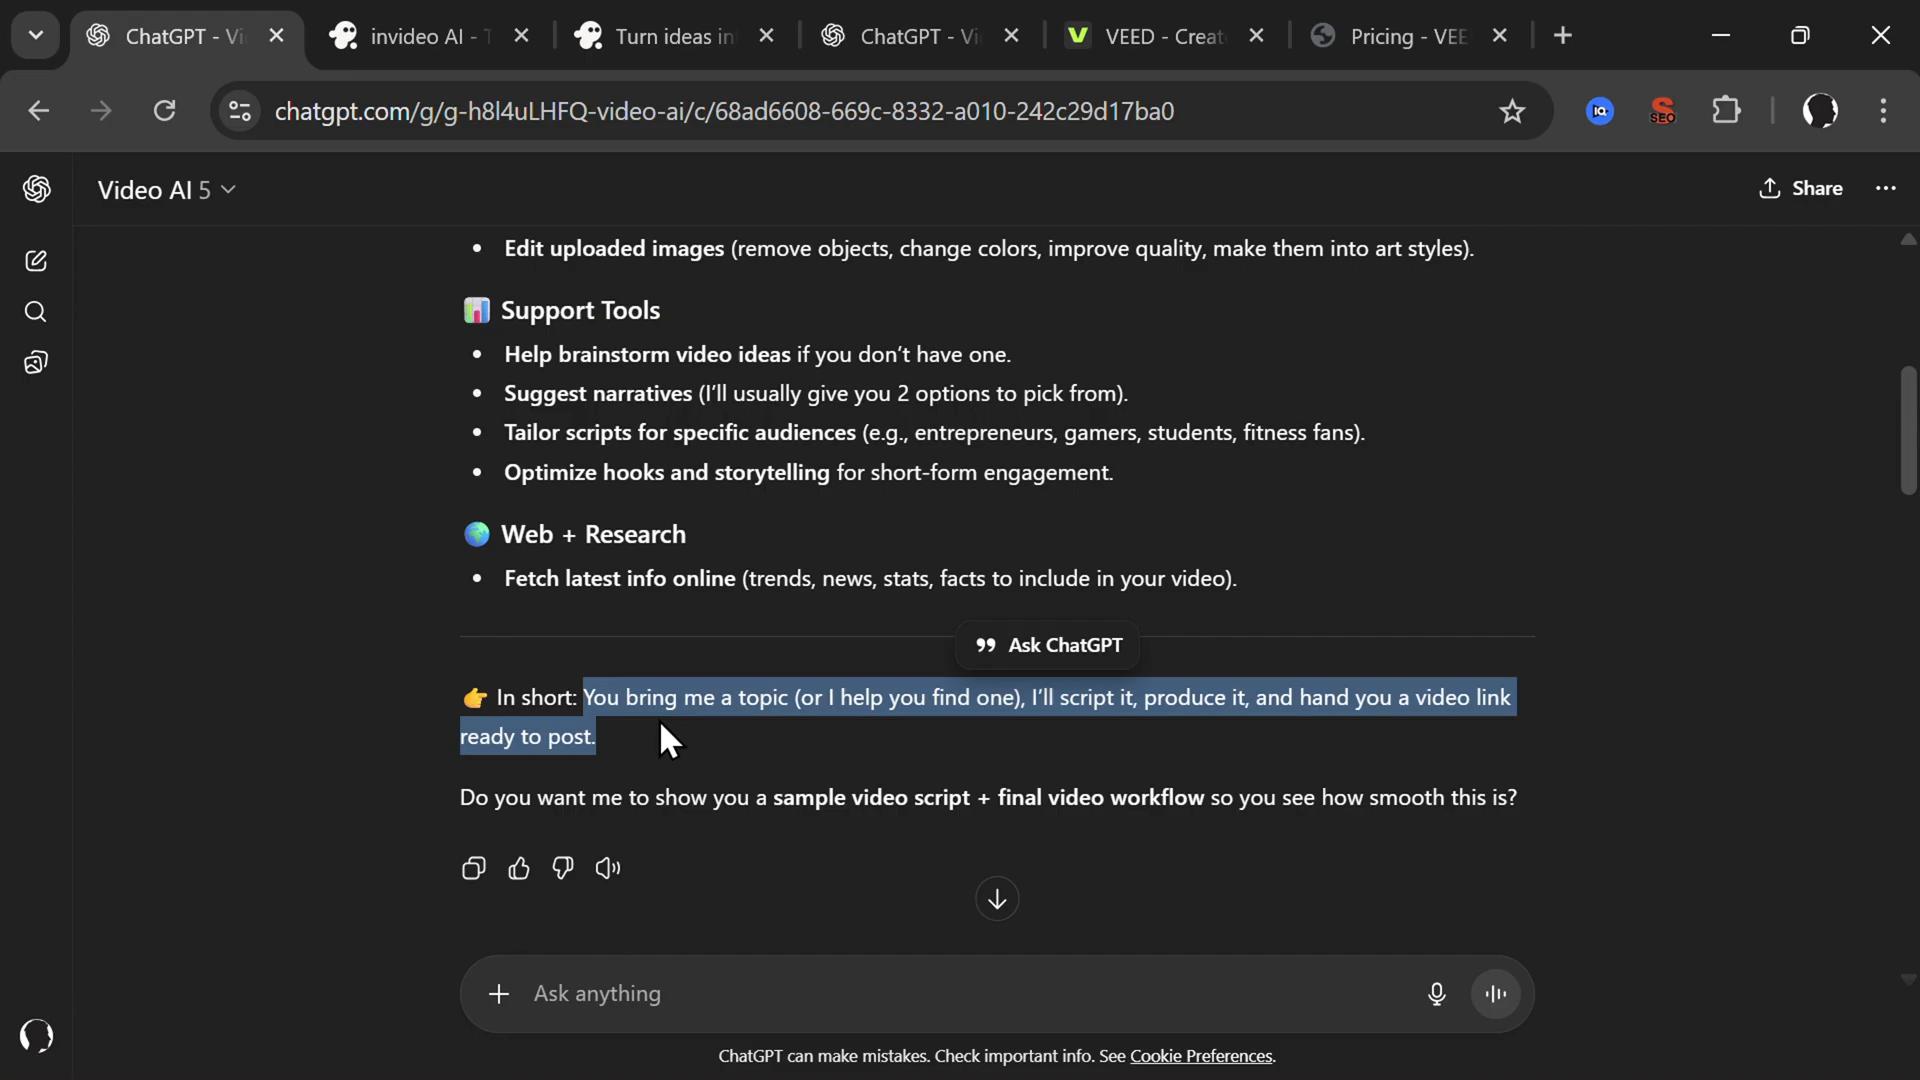 ChatGPT - Vi
invideo AI - T
Turn ideas in
ChatGPT - Vi
VEED - Creat
Pricing - VEE
chatgpt.com/g/g-h8l4uLHFQ-video-ai/c/68ad6608-669c-8332-a010-242c29d17ba0
IQ
SEO
Video AI 5
Share
• Edit uploaded images (remove objects, change colors, improve quality, make them into art styles).
📊 Support Tools
• Help brainstorm video ideas if you don't have one.
• Suggest narratives (I'll usually give you 2 options to pick from).
• Tailor scripts for specific audiences (e.g., entrepreneurs, gamers, students, fitness fans).
• Optimize hooks and storytelling for short-form engagement.
🌍 Web + Research
• Fetch latest info online (trends, news, stats, facts to include in your video).
Ask ChatGPT
👉 In short: You bring me a topic (or I help you find one), I'll script it, produce it, and hand you a video link
ready to post.
Do you want me to show you a sample video script + final video workflow so you see how smooth this is?
Ask anything
ChatGPT can make mistakes. Check important info. See Cookie Preferences.